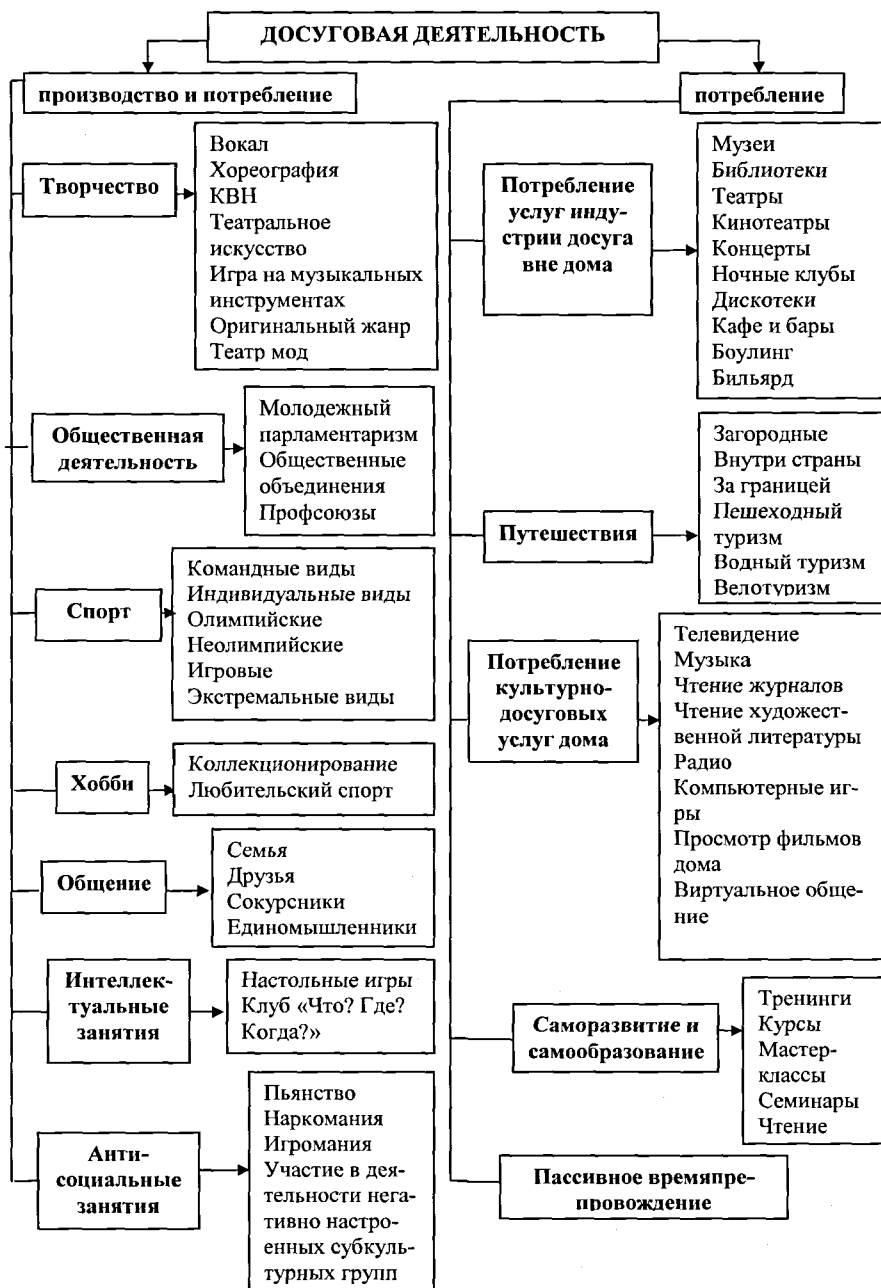 ДОСУГОВАЯ ДЕЯТЕЛЬНОСТЬ
производство и потребление
Творчество
Вокал
Хореография
КВН
Театральное
искусство
Игра на музыкальных
инструментах
Оригинальный жанр
Театр мод
Общественная
деятельность
Молодежный
парламентаризм
Общественные
объединения
Профсоюзы
Спорт
Командные виды
Индивидуальные виды
Олимпийские
Неолимпийские
Игровые
Экстремальные виды
Хобби
Коллекционирование
Любительский спорт
Общение
Семья
Друзья
Сокурсники
Единомышленники
Интеллек-
туальные
занятия
Настольные игры
Клуб «Что? Где?
Когда?»
Анти-
социальные
занятия
Пьянство
Наркомания
Игромания
Участие в дея-
тельности нега-
тивно настро-
енных субкуль-
турных групп
потребление
Потребление
услуг инду-
стрии досуга
вне дома
Музеи
Библиотеки
Театры
Кинотеатры
Концерты
Ночные клубы
Дискотеки
Кафе и бары
Боулинг
Бильярд
Путешествия
Загородные
Внутри страны
За границей
Пешеходный
туризм
Водный туризм
Велотуризм
Потребление
культурно-
досуговых
услуг дома
Телевидение
Музыка
Чтение журналов
Чтение художест-
венной литературы
Радио
Компьютерные иг-
ры
Просмотр фильмов
дома
Виртуальное обще-
ние
Саморазвитие и
самообразование
Тренинги
Курсы
Мастер-
классы
Семинары
Чтение
Пассивное времяпре-
провождение